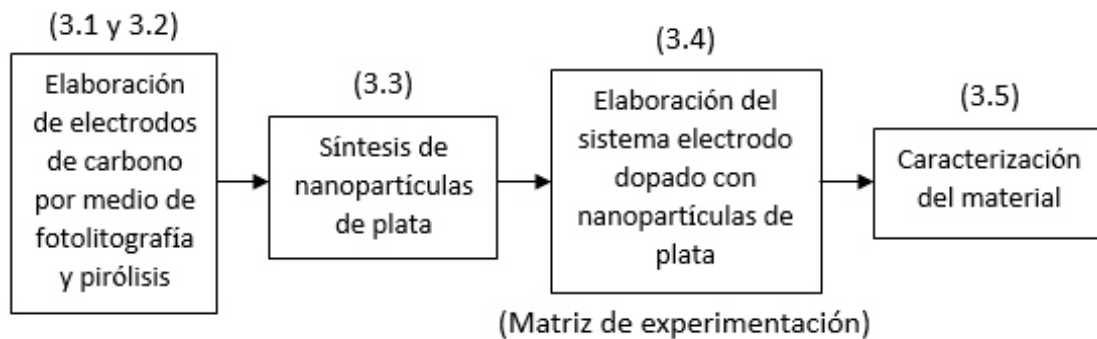 (3.1 y 3.2)
Elaboración
de electrodos
de carbono
por medio de
fotolitografía
y pirólisis
(3.3)
Síntesis de
nanopartículas
de plata
(3.4)
Elaboración del
sistema electrodo
dopado con
nanopartículas de
plata
(Matriz de experimentación)
(3.5)
Caracterización
del material